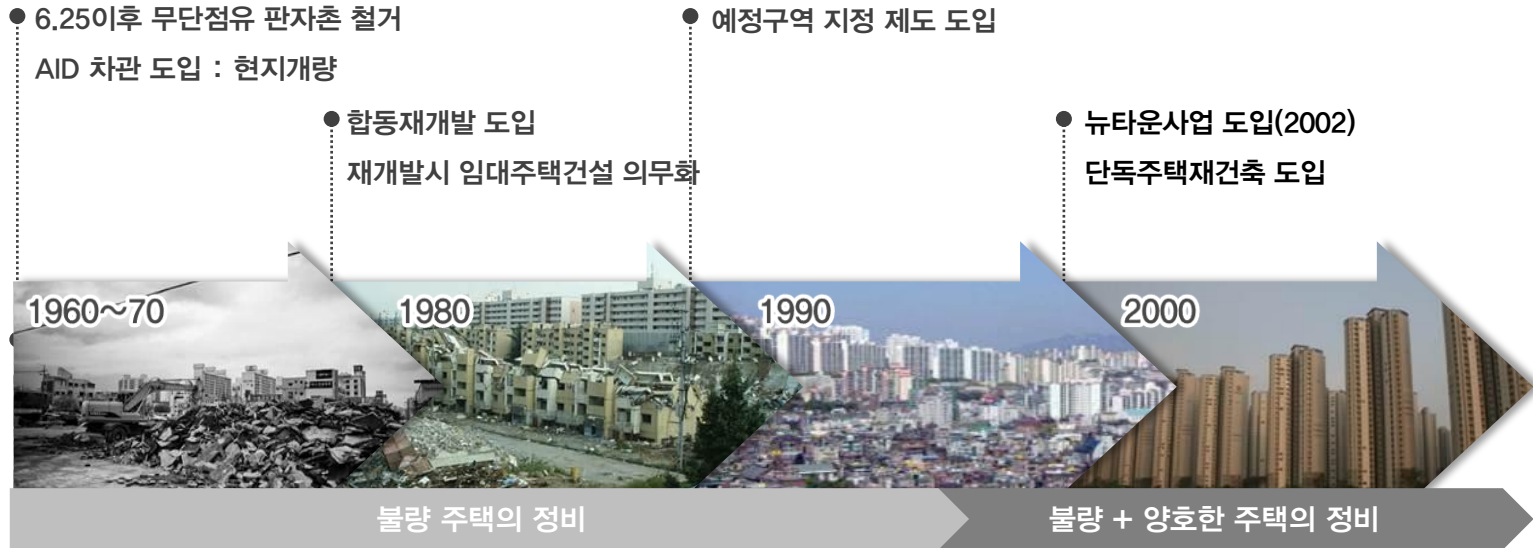 6.25이후 무단점유 판자촌 철거
AID 차관 도입 : 현지개량
합동재개발 도입
재개발시 임대주택건설 의무화
예정구역 지정 제도 도입
뉴타운사업 도입(2002)
단독주택재건축 도입
1960~70
1980
1990
2000
불량 주택의 정비
불량 + 양호한 주택의 정비